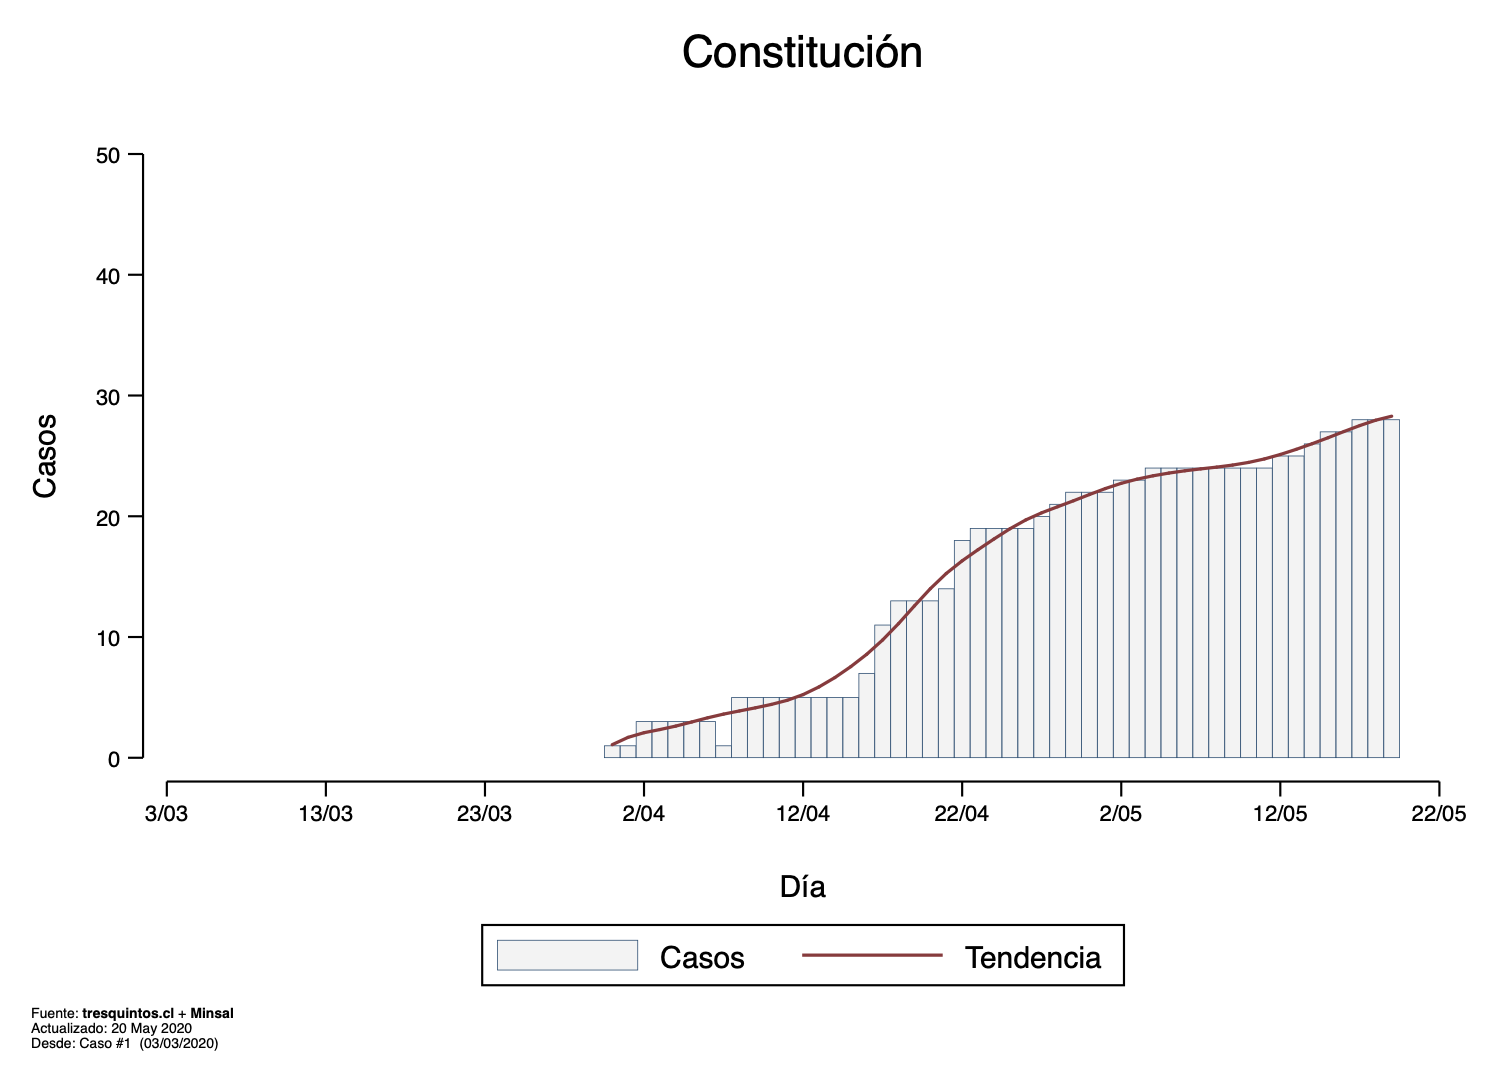 Constitución
50
40
30
20
10
0
Casos
3/03 13/03 23/03 2/04 12/04 22/04 2/05 12/05 22/05
Día
Casos Tendencia
Fuente: tresquintos.cl + Minsal
Actualizado: 20 May 2020
Desde: Caso #1 (03/03/2020)